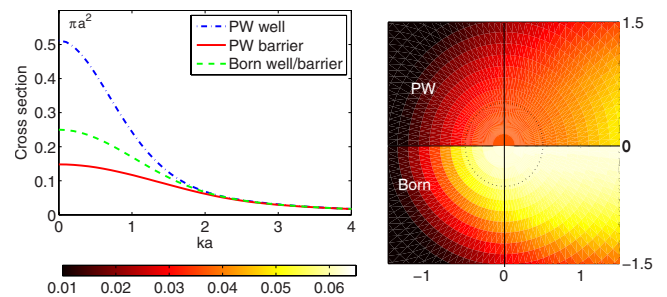 πa²
PW well
PW barrier
Born well/barrier
Cross section
0.5
0.4
0.3
0.2
0.1
0
0 1 2 3 4
ka
0.01 0.02 0.03 0.04 0.05 0.06
PW
Born
1.5
0
−1.5
−1 0 1